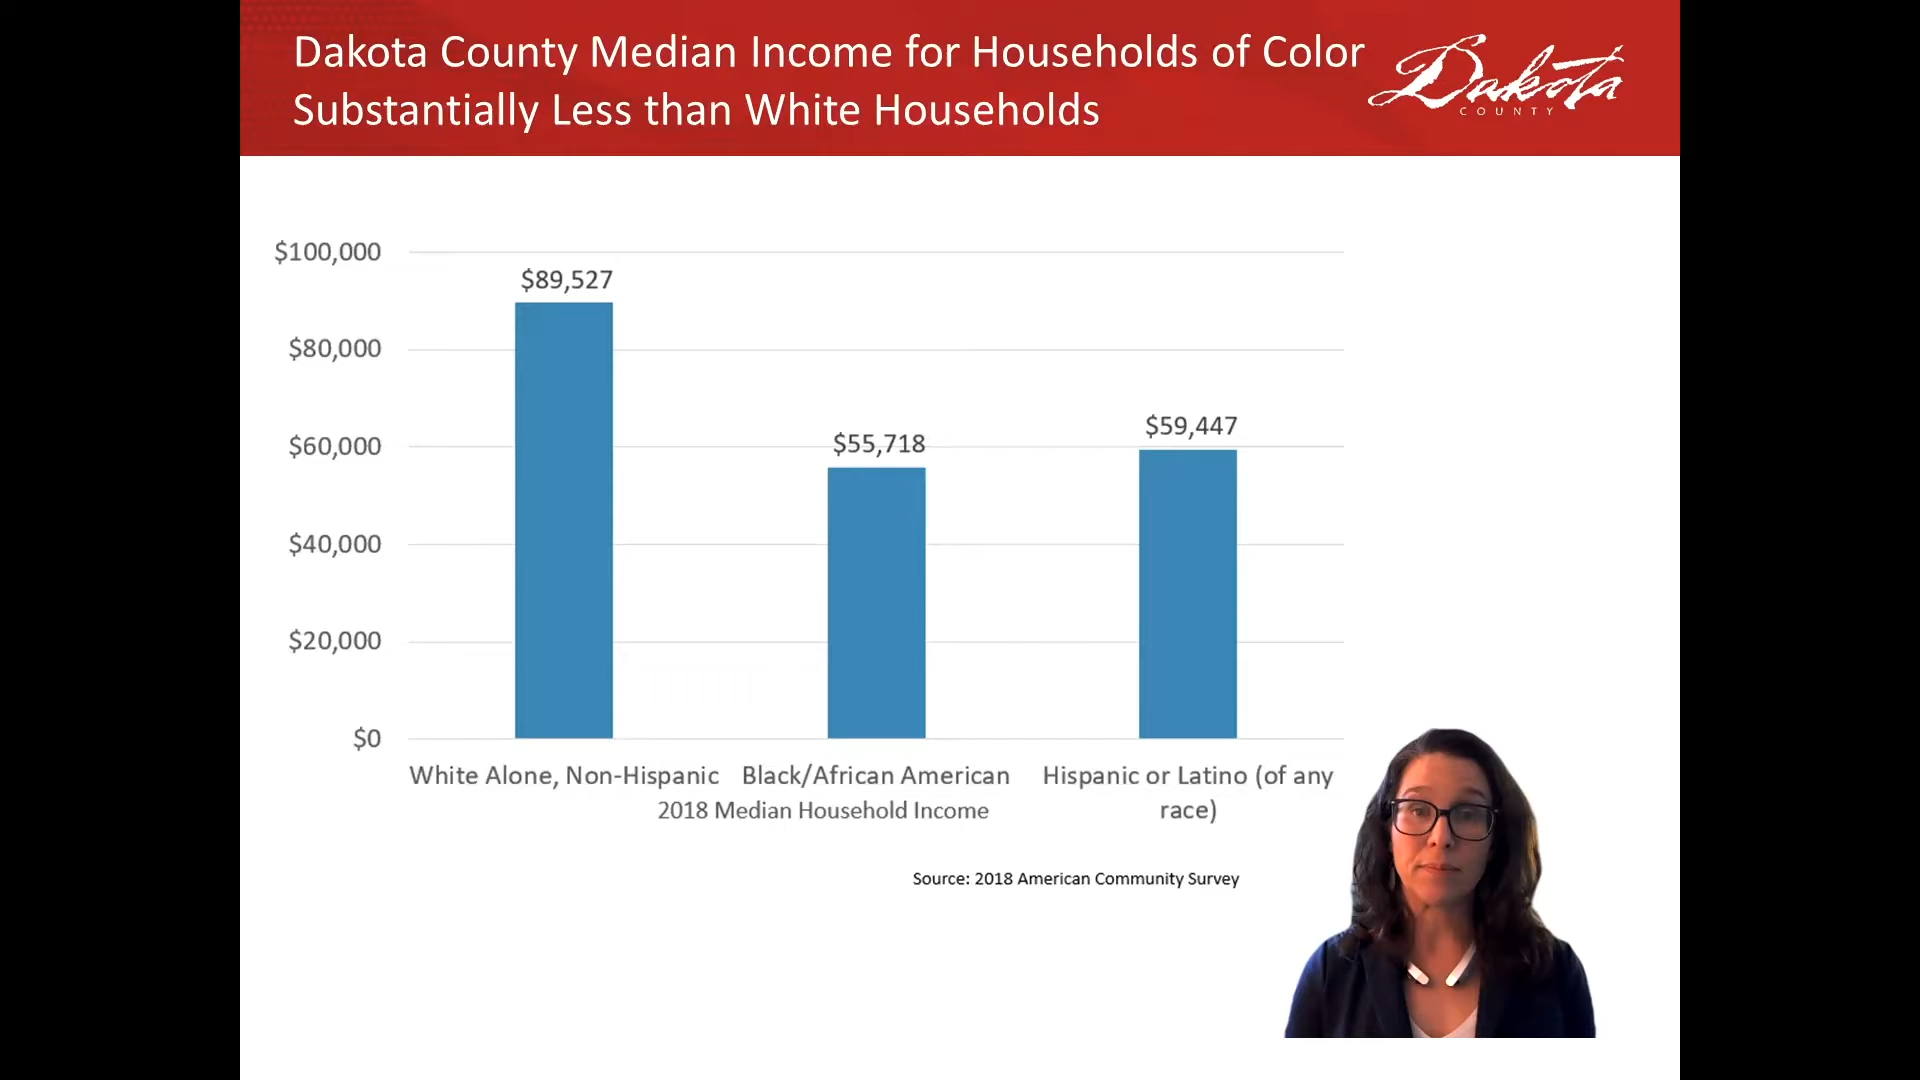 Dakota County Median Income for Households of Color
Substantially Less than White Households
Dakota
COUNTY
$100,000
$80,000
$60,000
$40,000
$20,000
$0
$89,527
$55,718
$59,447
White Alone, Non-Hispanic
Black/African American
Hispanic or Latino (of any
race)
2018 Median Household Income
Source: 2018 American Community Survey